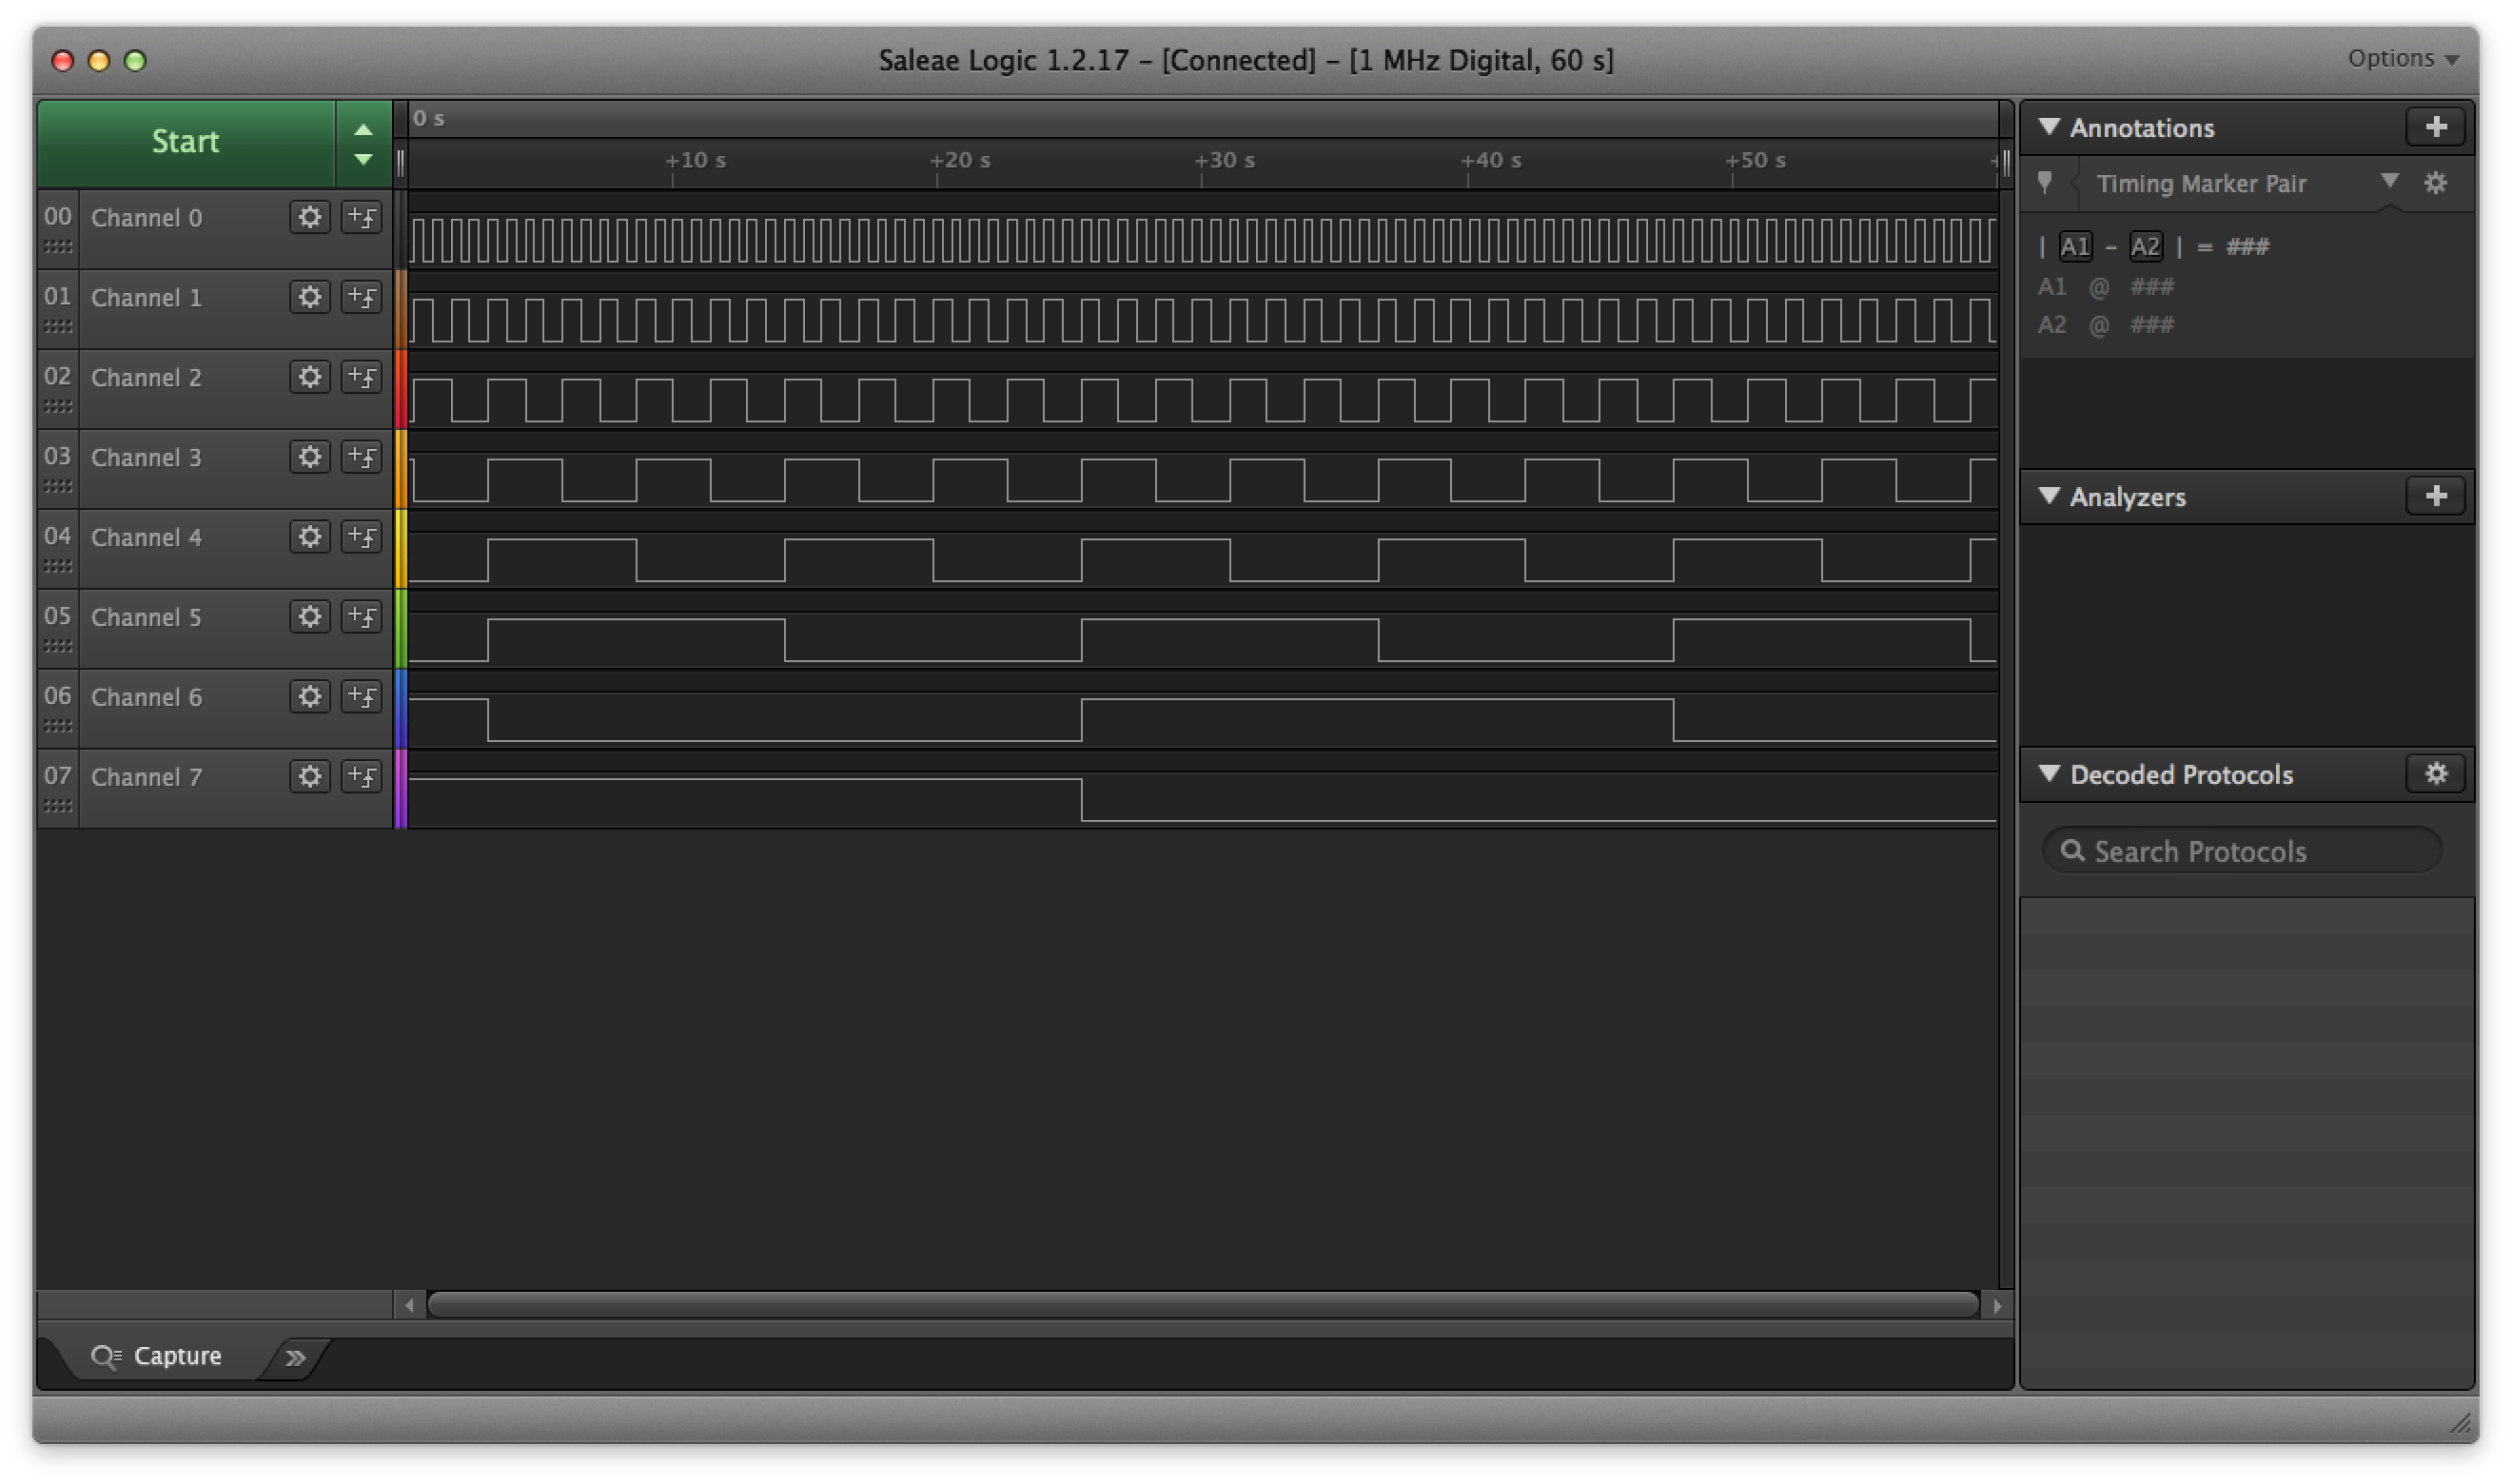 Saleae Logic 1.2.17 – [Connected] – [1 MHz Digital, 60 s]
Options
Start
0 s
+10 s +20 s +30 s +40 s +50 s +
00 Channel 0
01 Channel 1
02 Channel 2
03 Channel 3
04 Channel 4
05 Channel 5
06 Channel 6
07 Channel 7
Annotations
Timing Marker Pair
| A1 – A2 | = ###
A1 @ ###
A2 @ ###
Analyzers
Decoded Protocols
Search Protocols
Capture